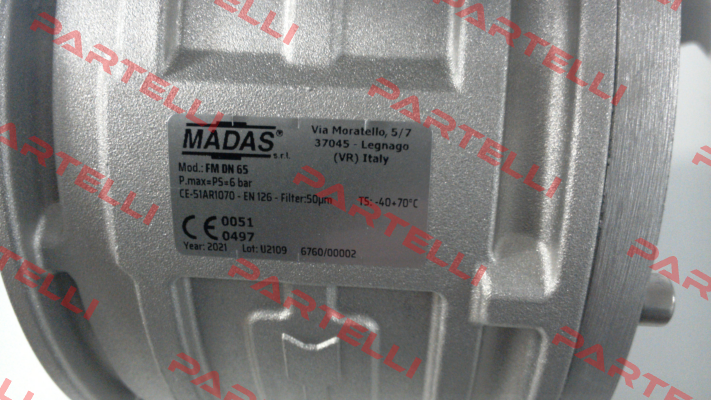 MADAS®
s.r.l.
Via Moratello, 5/7
37045 - Legnago
(VR) Italy
Mod.: FM DN 65
P.max=PS=6 bar
CE-51AR1070 - EN 126 - Filter:50µm TS: -40+70°C
CE 0051
0497
Year: 2021 Lot: U2109 6760/00002
PARTELLI
PARTELLI
PARTELLI
PARTELLI
PARTELLI
PARTELLI
PARTELLI
PARTELLI
PARTELLI